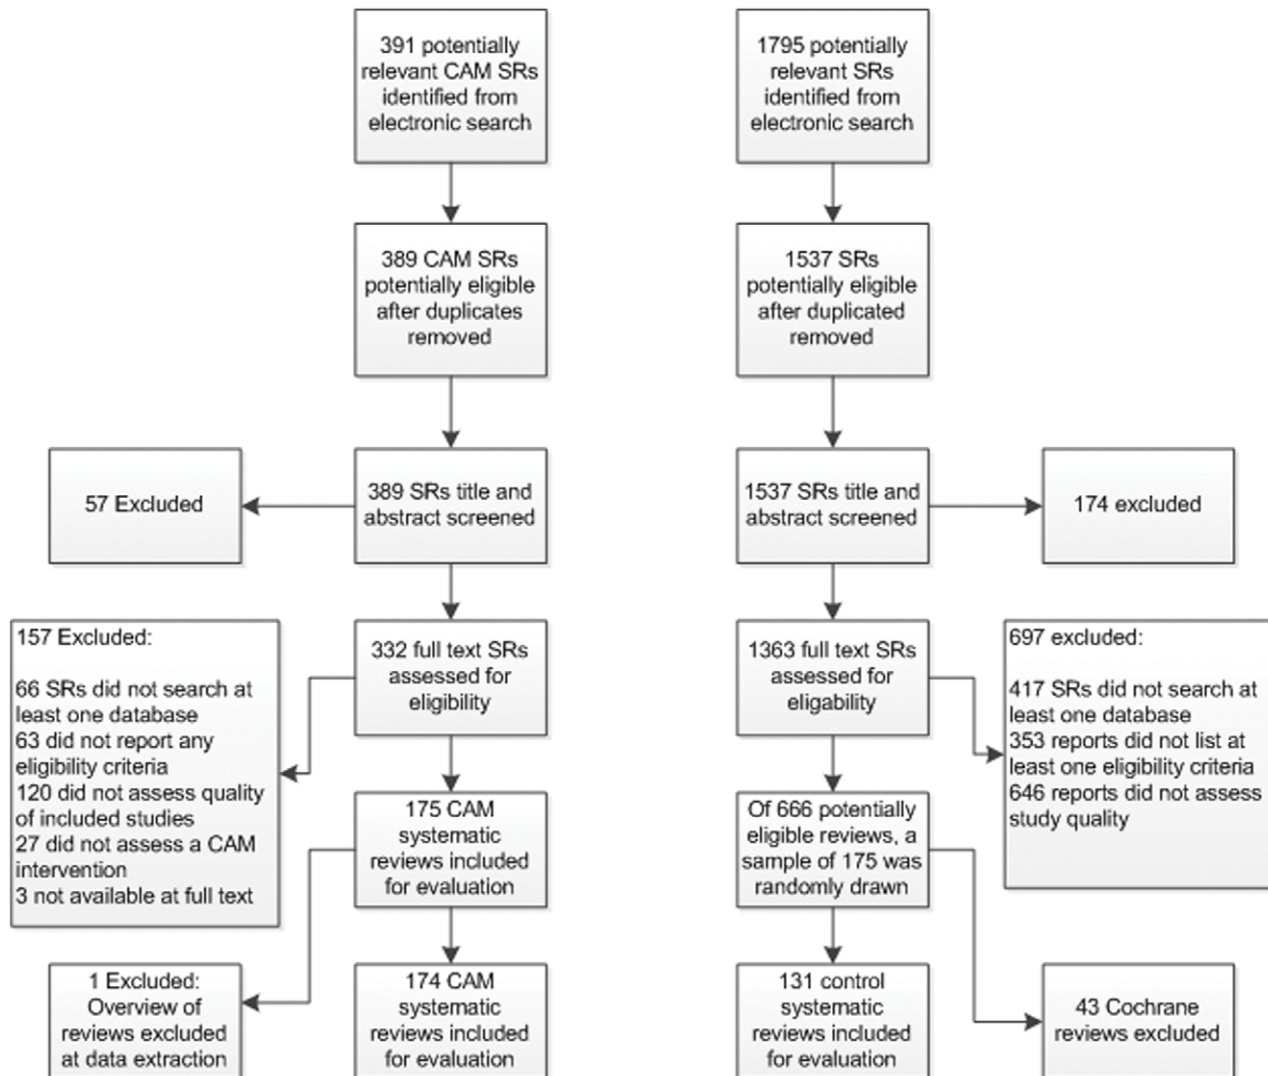 391 potentially
relevant CAM SRs
identified from
electronic search
1795 potentially
relevant SRs
identified from
electronic search
389 CAM SRs
potentially eligible
after duplicates
removed
1537 SRs
potentially eligible
after duplicated
removed
57 Excluded
389 SRs title and
abstract screened
1537 SRs title and
abstract screened
174 excluded
157 Excluded:
66 SRs did not search at
least one database
63 did not report any
eligibility criteria
120 did not assess quality
of included studies
27 did not assess a CAM
intervention
3 not available at full text
332 full text SRs
assessed for
eligibility
1363 full text SRs
assessed for
eligability
697 excluded:
417 SRs did not search at
least one database
353 reports did not list at
least one eligibility criteria
646 reports did not assess
study quality
175 CAM
systematic
reviews included
for evaluation
Of 666 potentially
eligible reviews, a
sample of 175 was
randomly drawn
1 Excluded:
Overview of
reviews excluded
at data extraction
174 CAM
systematic
reviews included
for evaluation
131 control
systematic
reviews included
for evaluation
43 Cochrane
reviews excluded